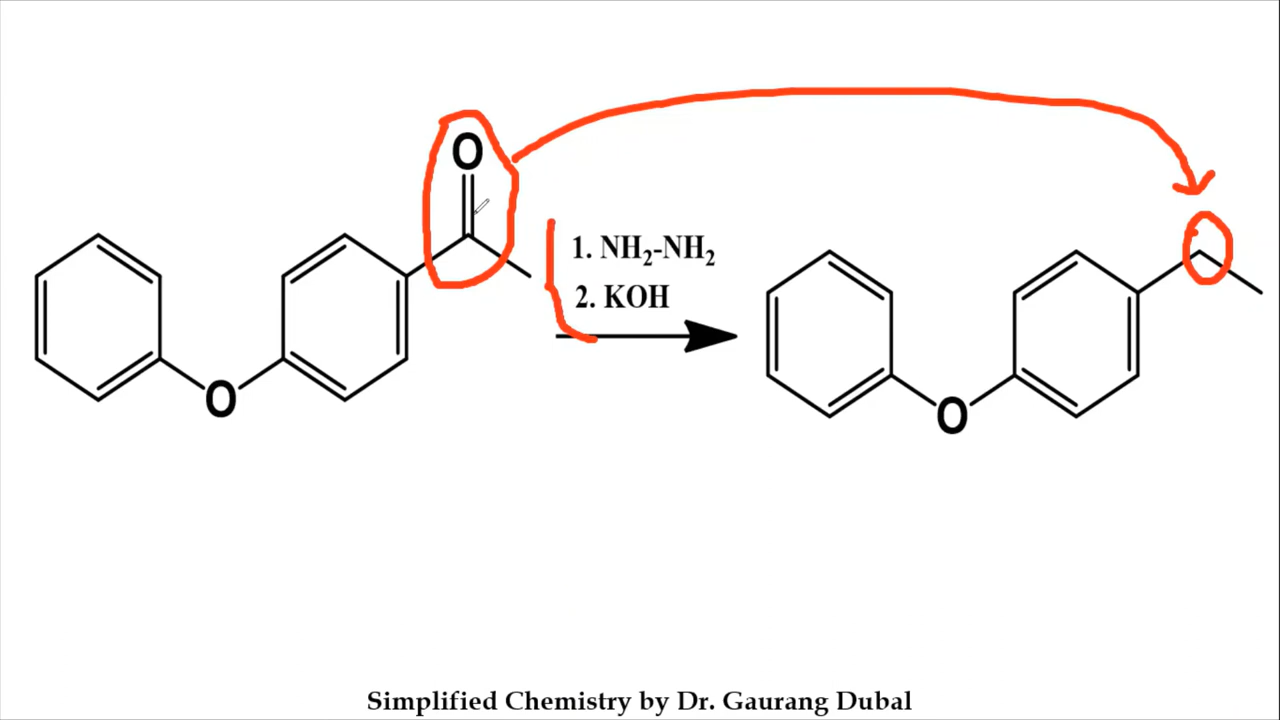 O
1. NH₂-NH₂
2. KOH
O
O
Simplified Chemistry by Dr. Gaurang Dubal